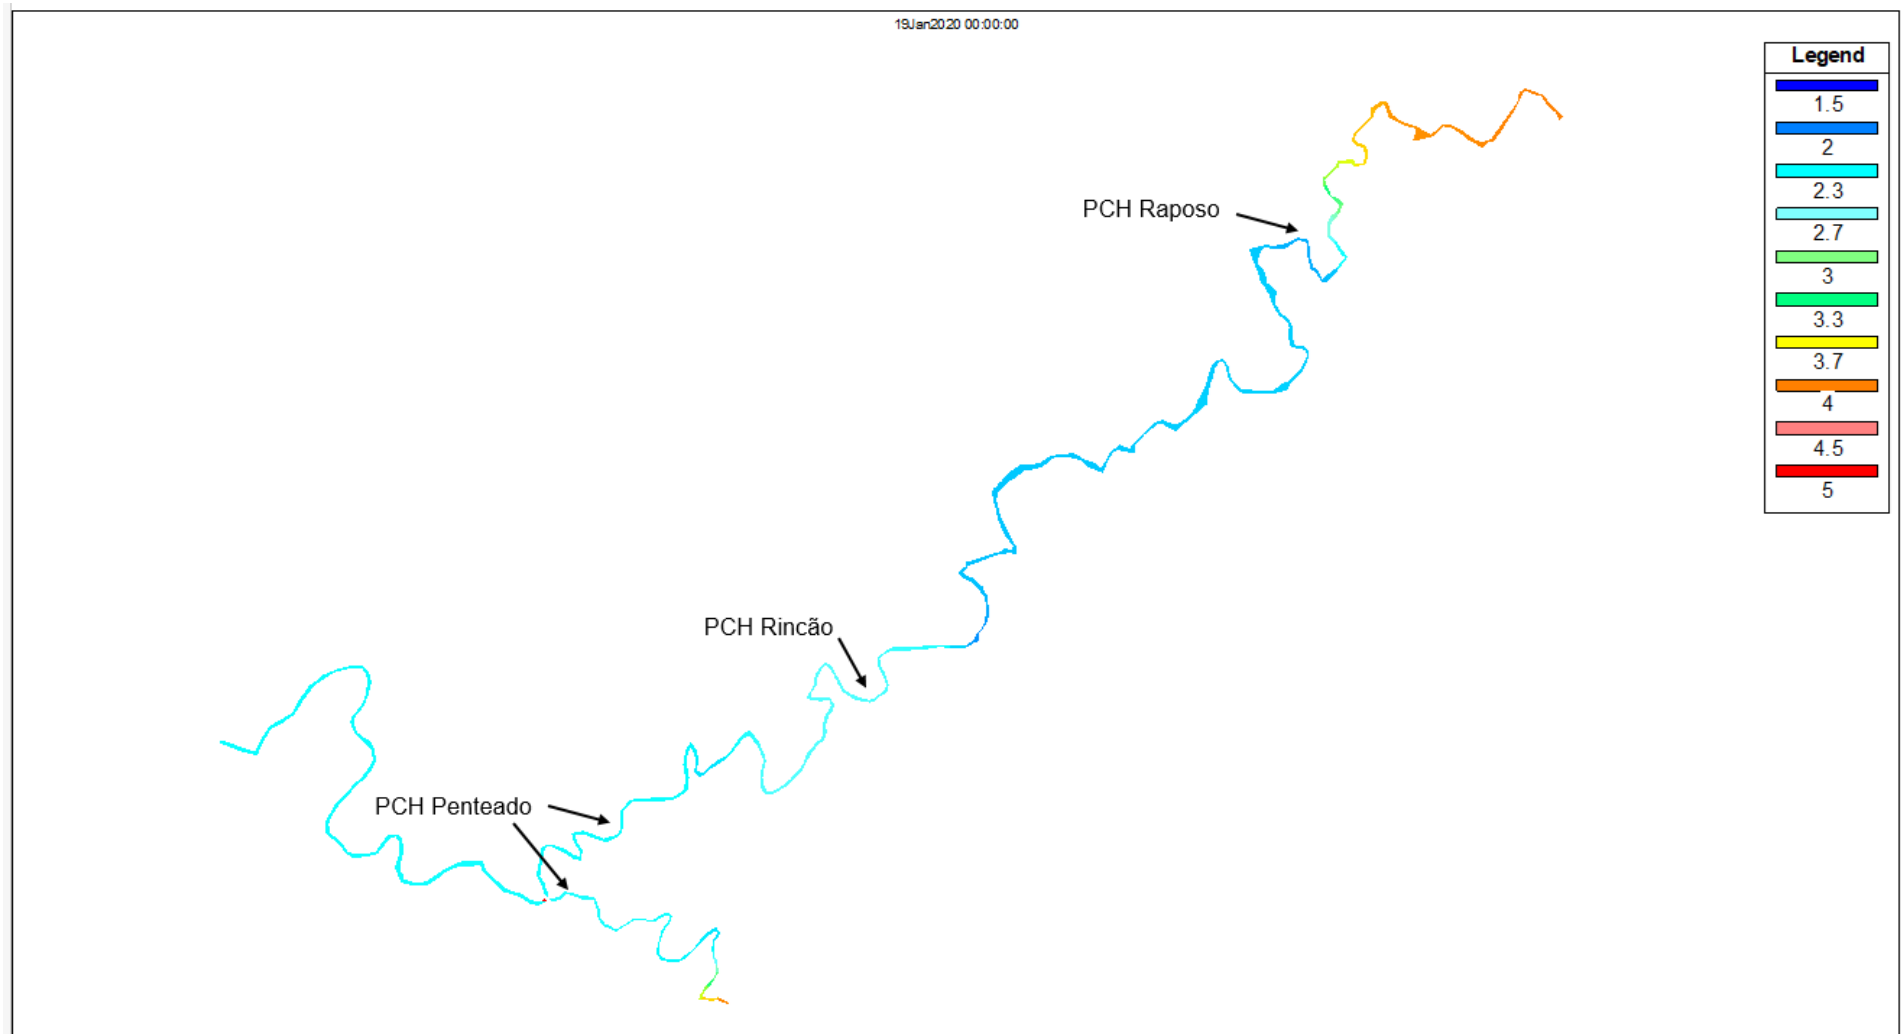 19Jan2020 00:00:00
Legend
1.5
2
2.3
2.7
3
3.3
3.7
4
4.5
5
PCH Raposo
PCH Rincão
PCH Penteado